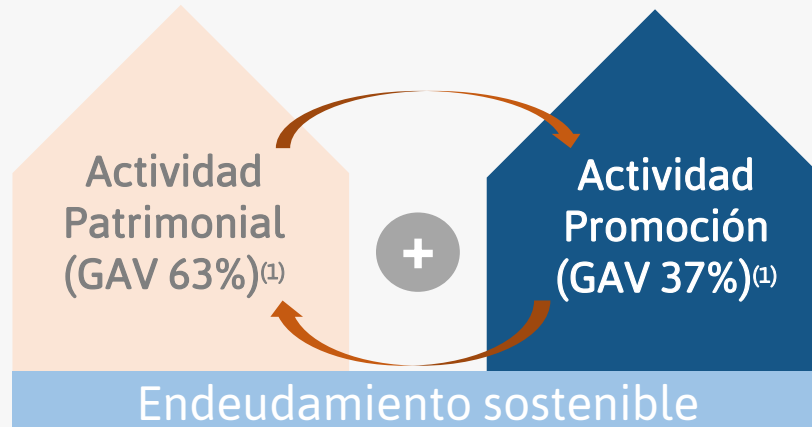 Actividad
Patrimonial
(GAV 63%)(1)
+
Actividad
Promoción
(GAV 37%)(1)
Endeudamiento sostenible